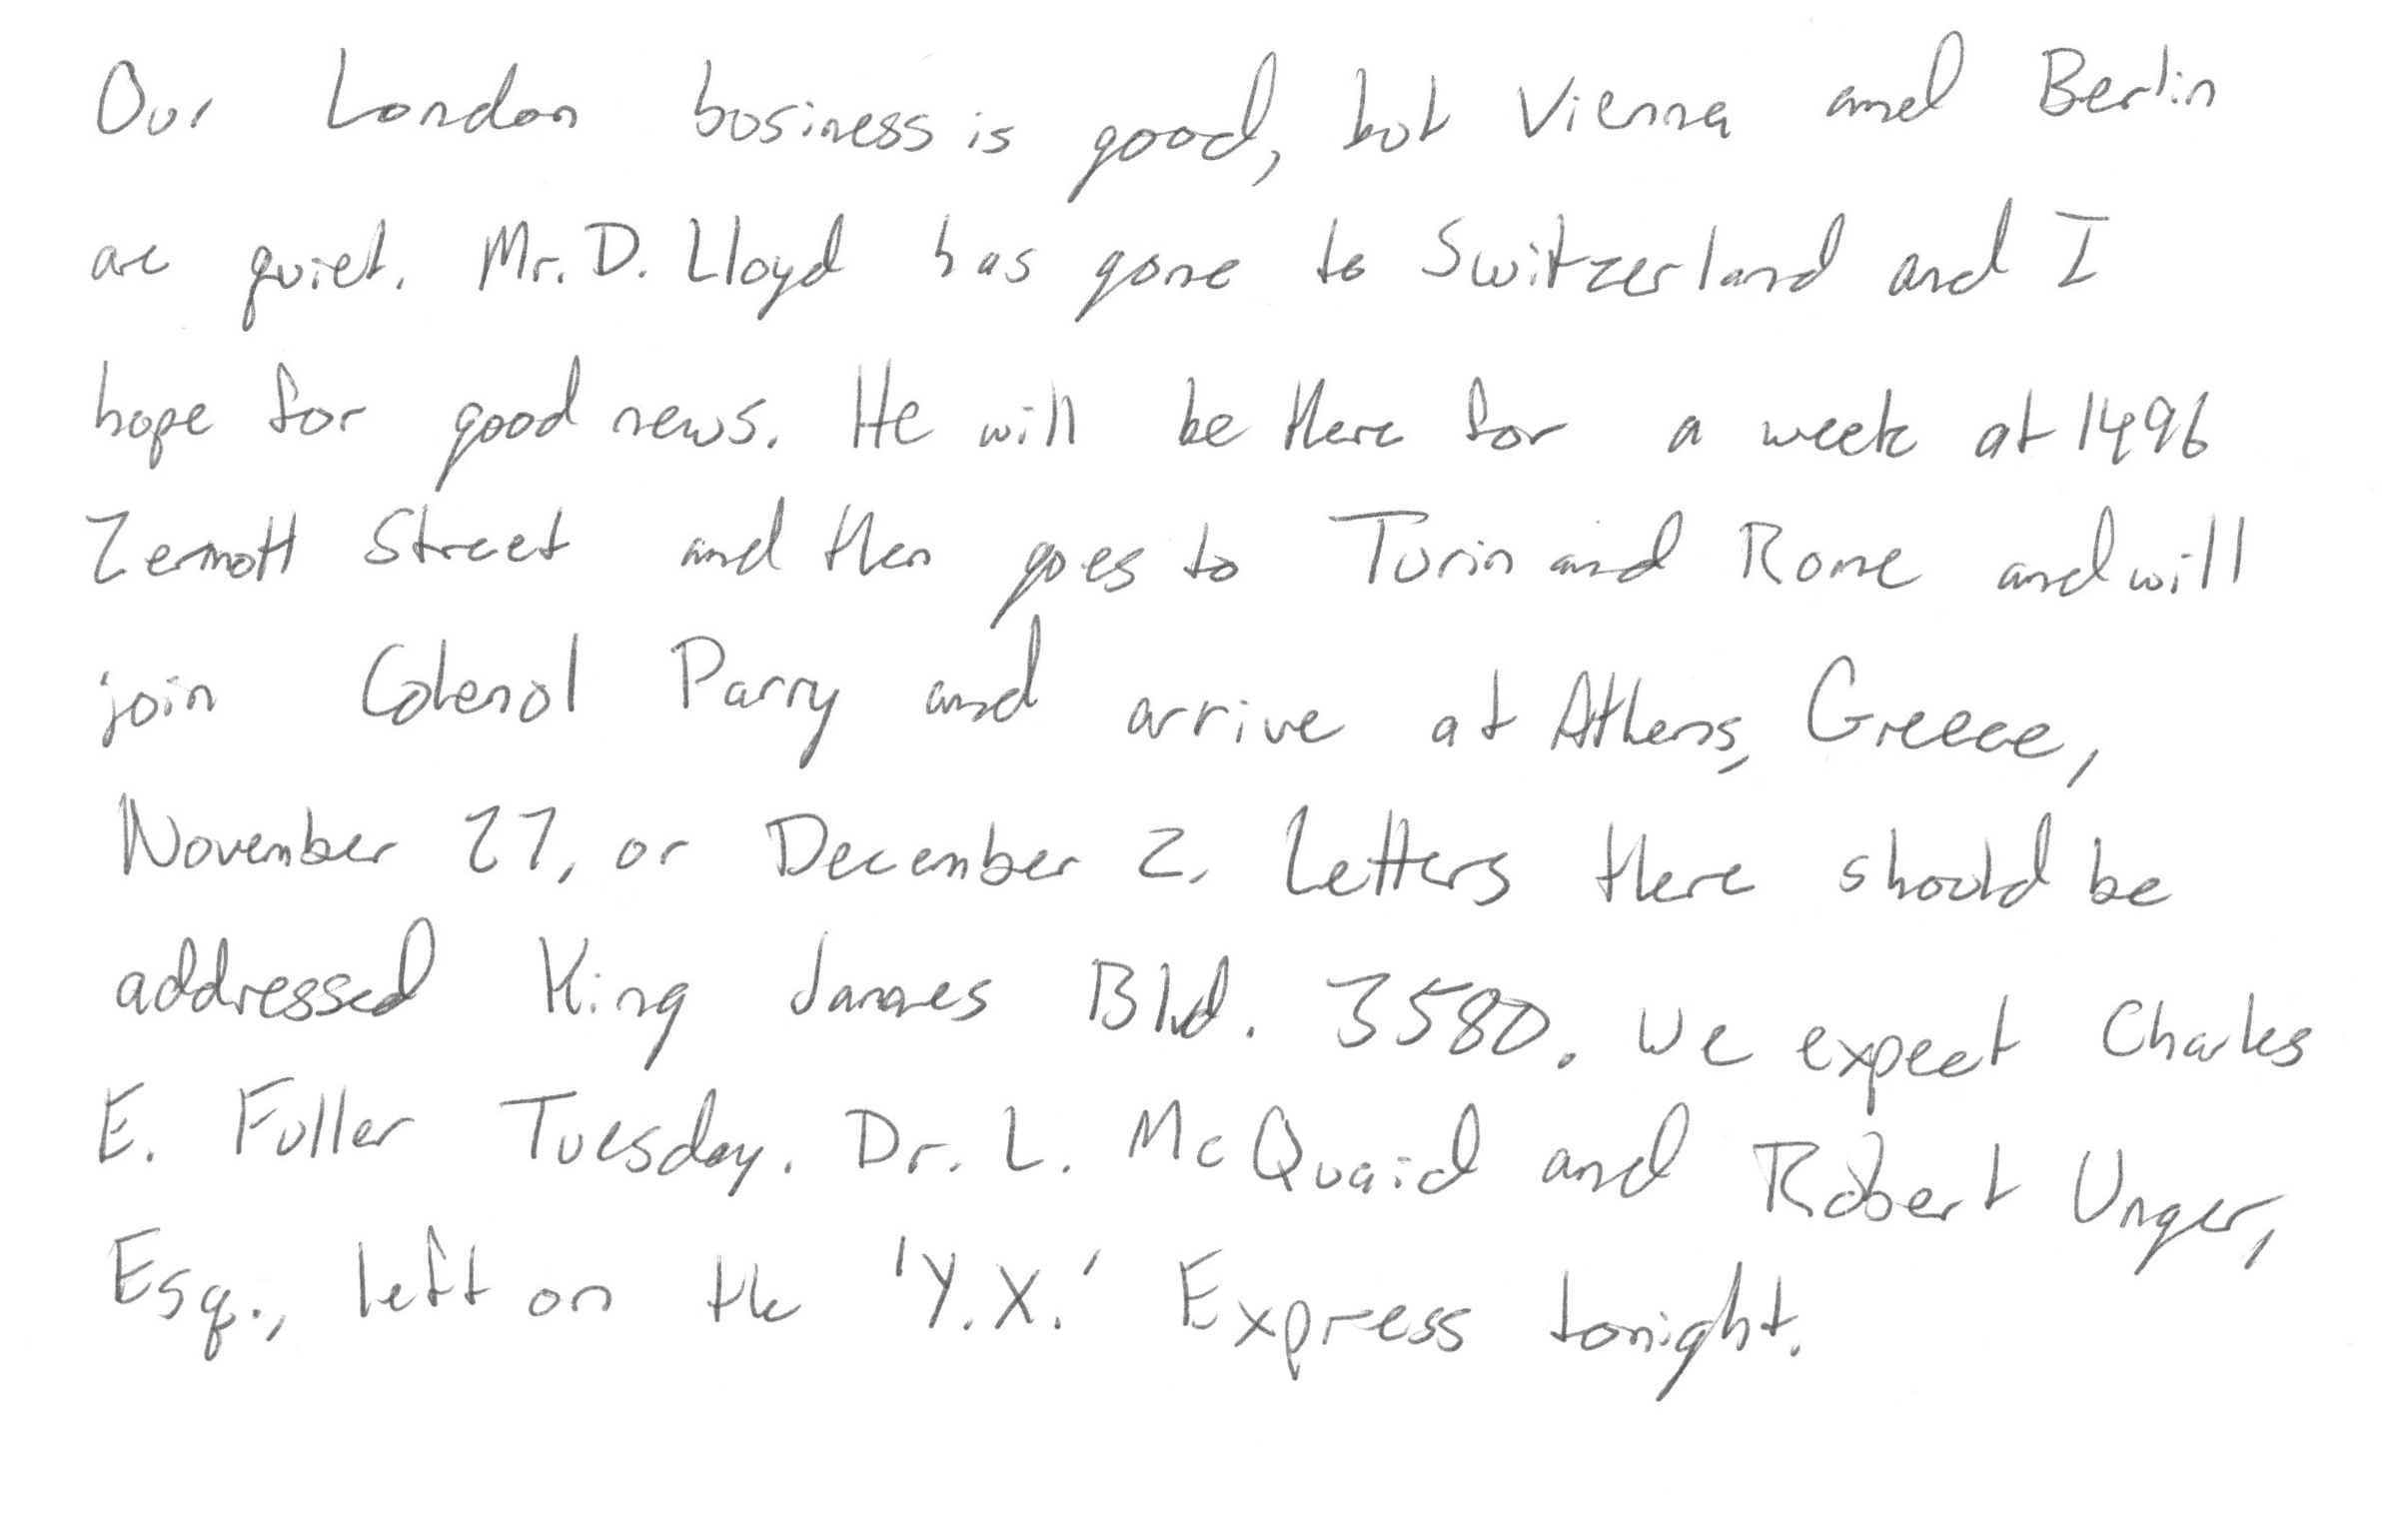 Our London business is good, but Vienna and Berlin
are quiet. Mr. D. Lloyd has gone to Switzerland and I
hope for good news. He will be there for a week at 1496
Zermott Street and then goes to Turin and Rome and will
join Colenol Parry and arrive at Athens, Greece,
November 27, or December 2. Letters there should be
addressed King James Blvd. 3580. We expect Charles
E. Fuller Tuesday. Dr. L. McQuaid and Robert Unger,
Esq., left on the 'Y.X.' Express tonight.